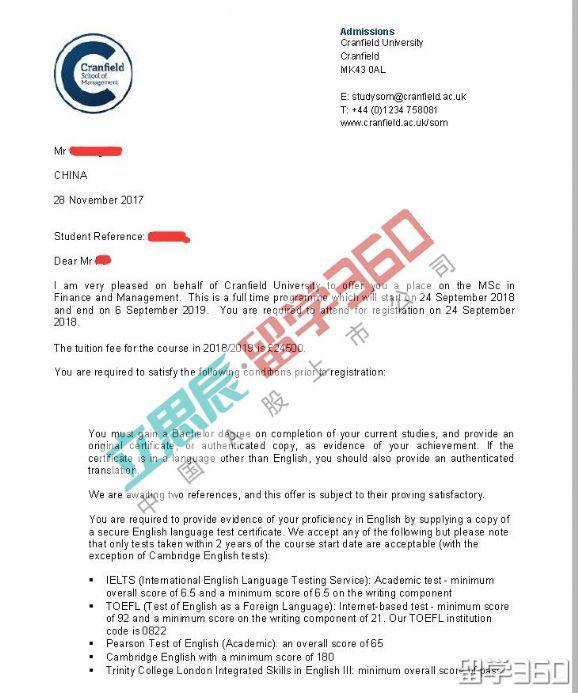 Cranfield
School of
Management
Admissions
Cranfield University
Cranfield
MK43 0AL
E: studysom@cranfield.ac.uk
T: +44 (0)1234 758081
www.cranfield.ac.uk/som
Mr
CHINA
28 November 2017
Student Reference:
Dear Mr
I am very pleased on behalf of Cranfield University to offer you a place on the MSc in
Finance and Management. This is a full time programme which will start on 24 September 2018
and end on 6 September 2019. You are required to attend for registration on 24 September
2018.
The tuition fee for the course in 2018/2019 is £24500.
You are required to satisfy the following conditions prior to registration:
You must gain a Bachelor degree on completion of your current studies, and provide an
original certificate, or authenticated copy, as evidence of your achievement. If the
certificate is in a language other than English, you should also provide an authenticated
translation.
We are awaiting two references, and this offer is subject to their proving satisfactory.
You are required to provide evidence of your proficiency in English by supplying a copy of
a secure English language test certificate. We accept any of the following but please note
that only tests taken within 2 years of the course start date are acceptable (with the
exception of Cambridge English tests):
▪ IELTS (International English Language Testing Service): Academic test - minimum
overall score of 6.5 and a minimum score of 6.5 on the writing component
▪ TOEFL (Test of English as a Foreign Language): Internet-based test - minimum score
of 92 and a minimum score on the writing component of 21. Our TOEFL institution
code is 0822
▪ Pearson Test of English (Academic): an overall score of 65
▪ Cambridge English with a minimum score of 180
▪ Trinity College London Integrated Skills in English III: minimum overall score of pass
立思辰·留学360
中国A股上市公司
留学360